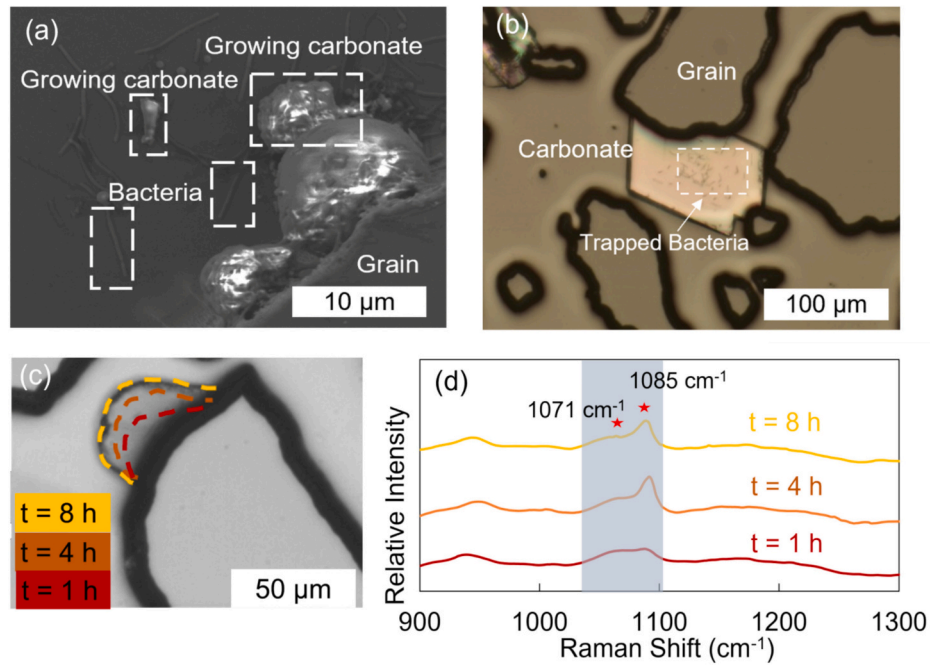 (a)
Growing carbonate
Growing carbonate
Bacteria
Grain
10 µm
(b)
Grain
Carbonate
Trapped Bacteria
100 µm
(c)
t = 8 h
t = 4 h
t = 1 h
50 µm
(d)
1085 cm⁻¹
1071 cm⁻¹
t = 8 h
t = 4 h
t = 1 h
Relative Intensity
900 1000 1100 1200 1300
Raman Shift (cm⁻¹)